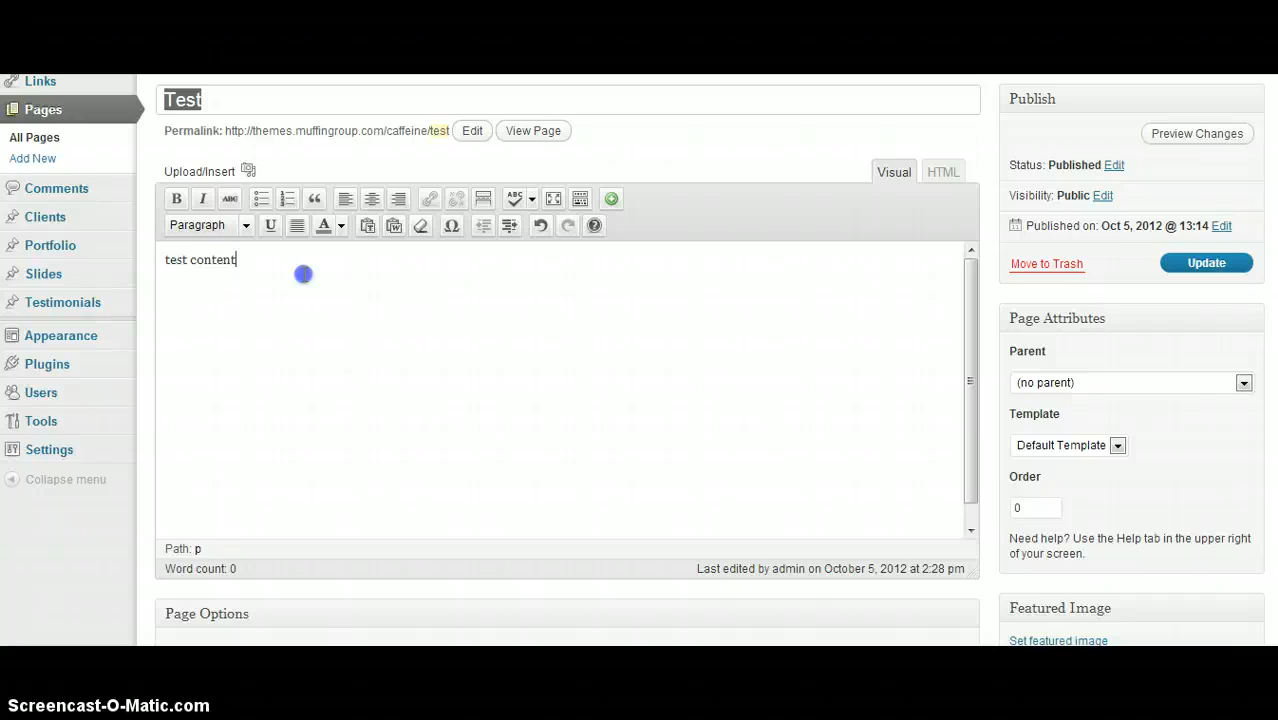 Links
Pages
All Pages
Add New
Comments
Clients
Portfolio
Slides
Testimonials
Appearance
Plugins
Users
Tools
Settings
Collapse menu
Test
Permalink: http://themes.muffingroup.com/caffeine/test Edit View Page
Upload/Insert
Visual HTML
B I ABC ABC
Paragraph U A Ω
test content
Path: p
Word count: 0 Last edited by admin on October 5, 2012 at 2:28 pm
Page Options
Publish
Preview Changes
Status: Published Edit
Visibility: Public Edit
Published on: Oct 5, 2012 @ 13:14 Edit
Move to Trash Update
Page Attributes
Parent
(no parent)
Template
Default Template
Order
0
Need help? Use the Help tab in the upper right
of your screen.
Featured Image
Set featured image
Screencast-O-Matic.com